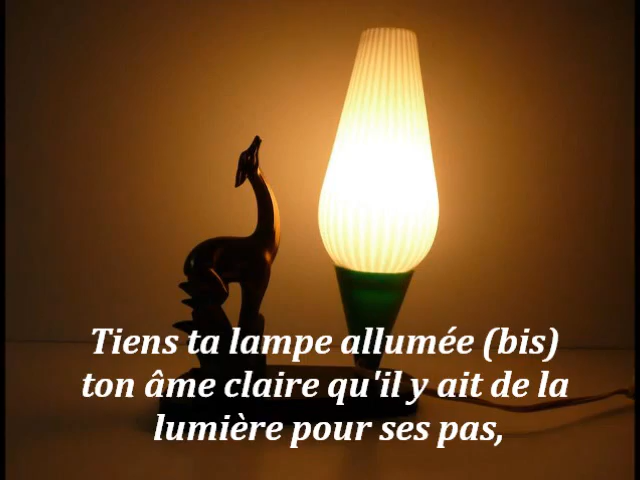 Tiens ta lampe allumée (bis)
ton âme claire qu'il y ait de la
lumière pour ses pas,